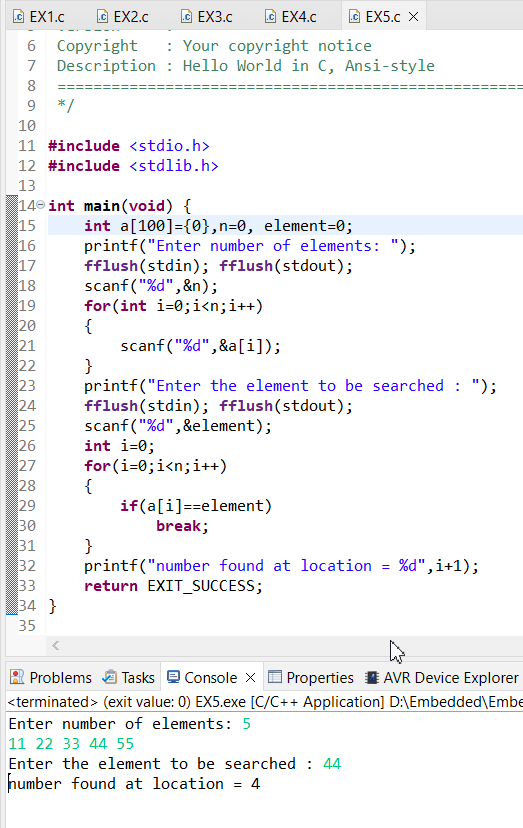 EX1.c EX2.c EX3.c EX4.c EX5.c
6 Copyright   : Your copyright notice
7 Description : Hello World in C, Ansi-style
8 ====================================================
9 */
10
11 #include <stdio.h>
12 #include <stdlib.h>
13
14 int main(void) {
15     int a[100]={0},n=0, element=0;
16     printf("Enter number of elements: ");
17     fflush(stdin); fflush(stdout);
18     scanf("%d",&n);
19     for(int i=0;i<n;i++)
20     {
21         scanf("%d",&a[i]);
22     }
23     printf("Enter the element to be searched : ");
24     fflush(stdin); fflush(stdout);
25     scanf("%d",&element);
26     int i=0;
27     for(i=0;i<n;i++)
28     {
29         if(a[i]==element)
30             break;
31     }
32     printf("number found at location = %d",i+1);
33     return EXIT_SUCCESS;
34 }
35
Problems Tasks Console Properties AVR Device Explorer
<terminated> (exit value: 0) EX5.exe [C/C++ Application] D:\Embedded\Embe
Enter number of elements: 5
11 22 33 44 55
Enter the element to be searched : 44
number found at location = 4